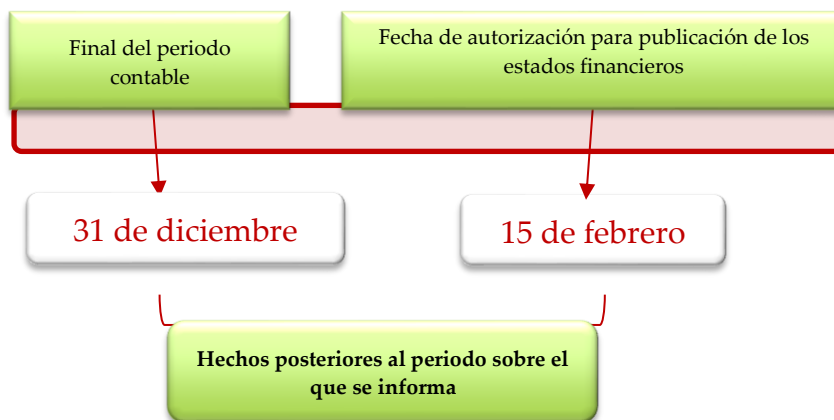 Final del periodo
contable
Fecha de autorización para publicación de los
estados financieros
31 de diciembre
15 de febrero
Hechos posteriores al periodo sobre el
que se informa